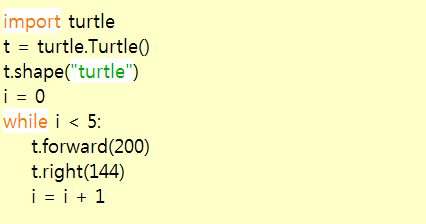 import turtle
t = turtle.Turtle()
t.shape("turtle")
i = 0
while i < 5:
    t.forward(200)
    t.right(144)
    i = i + 1